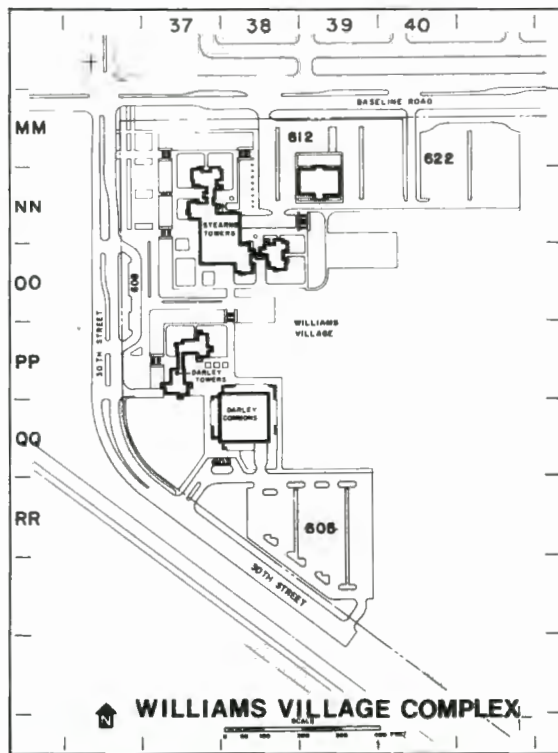 37 38 39 40
BASELINE ROAD
MM
612
622
NN
STEARNS
TOWERS
OO
608
30TH STREET
WILLIAMS
VILLAGE
PP
DARLEY
TOWERS
DARLEY
COMMONS
QQ
RR
605
30TH STREET
N
WILLIAMS VILLAGE COMPLEX
SCALE